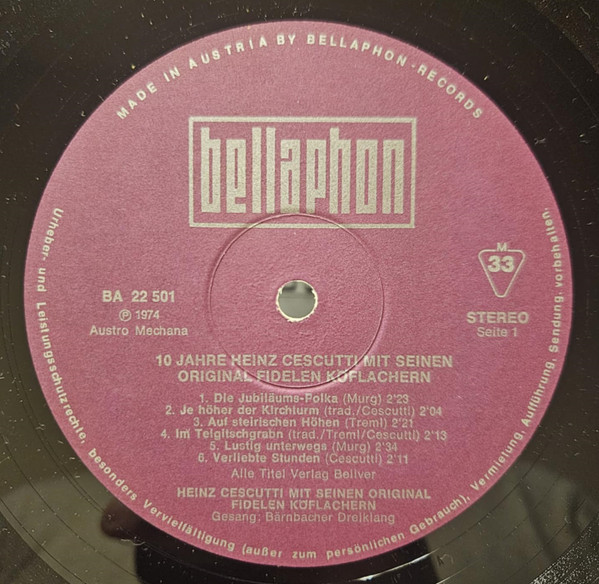 MADE IN AUSTRIA BY BELLAPHON-RECORDS
bellaphon
BA 22 501
Ⓟ 1974
Austro Mechana
M
33
STEREO
Seite 1
10 JAHRE HEINZ CESCUTTI MIT SEINEN
ORIGINAL FIDELEN KÖFLACHERN
1. Die Jubiläums-Polka (Murg) 2'23
2. Je höher der Kirchturm (trad./Cescutti) 2'04
3. Auf steirischen Höhen (Treml) 2'21
4. Im Teigitschgrabn (trad./Treml/Cescutti) 2'13
5. Lustig unterwegs (Murg) 2'34
6. Verliebte Stunden (Cescutti) 2'11
Alle Titel Verlag Bellver
HEINZ CESCUTTI MIT SEINEN ORIGINAL
FIDELEN KÖFLACHERN
Gesang: Bärnbacher Dreiklang
Urheber- und Leistungsschutzrechte, besonders Vervielfältigung (außer zum persönlichen Gebrauch), Vermietung, Aufführung, Sendung, vorbehalten.